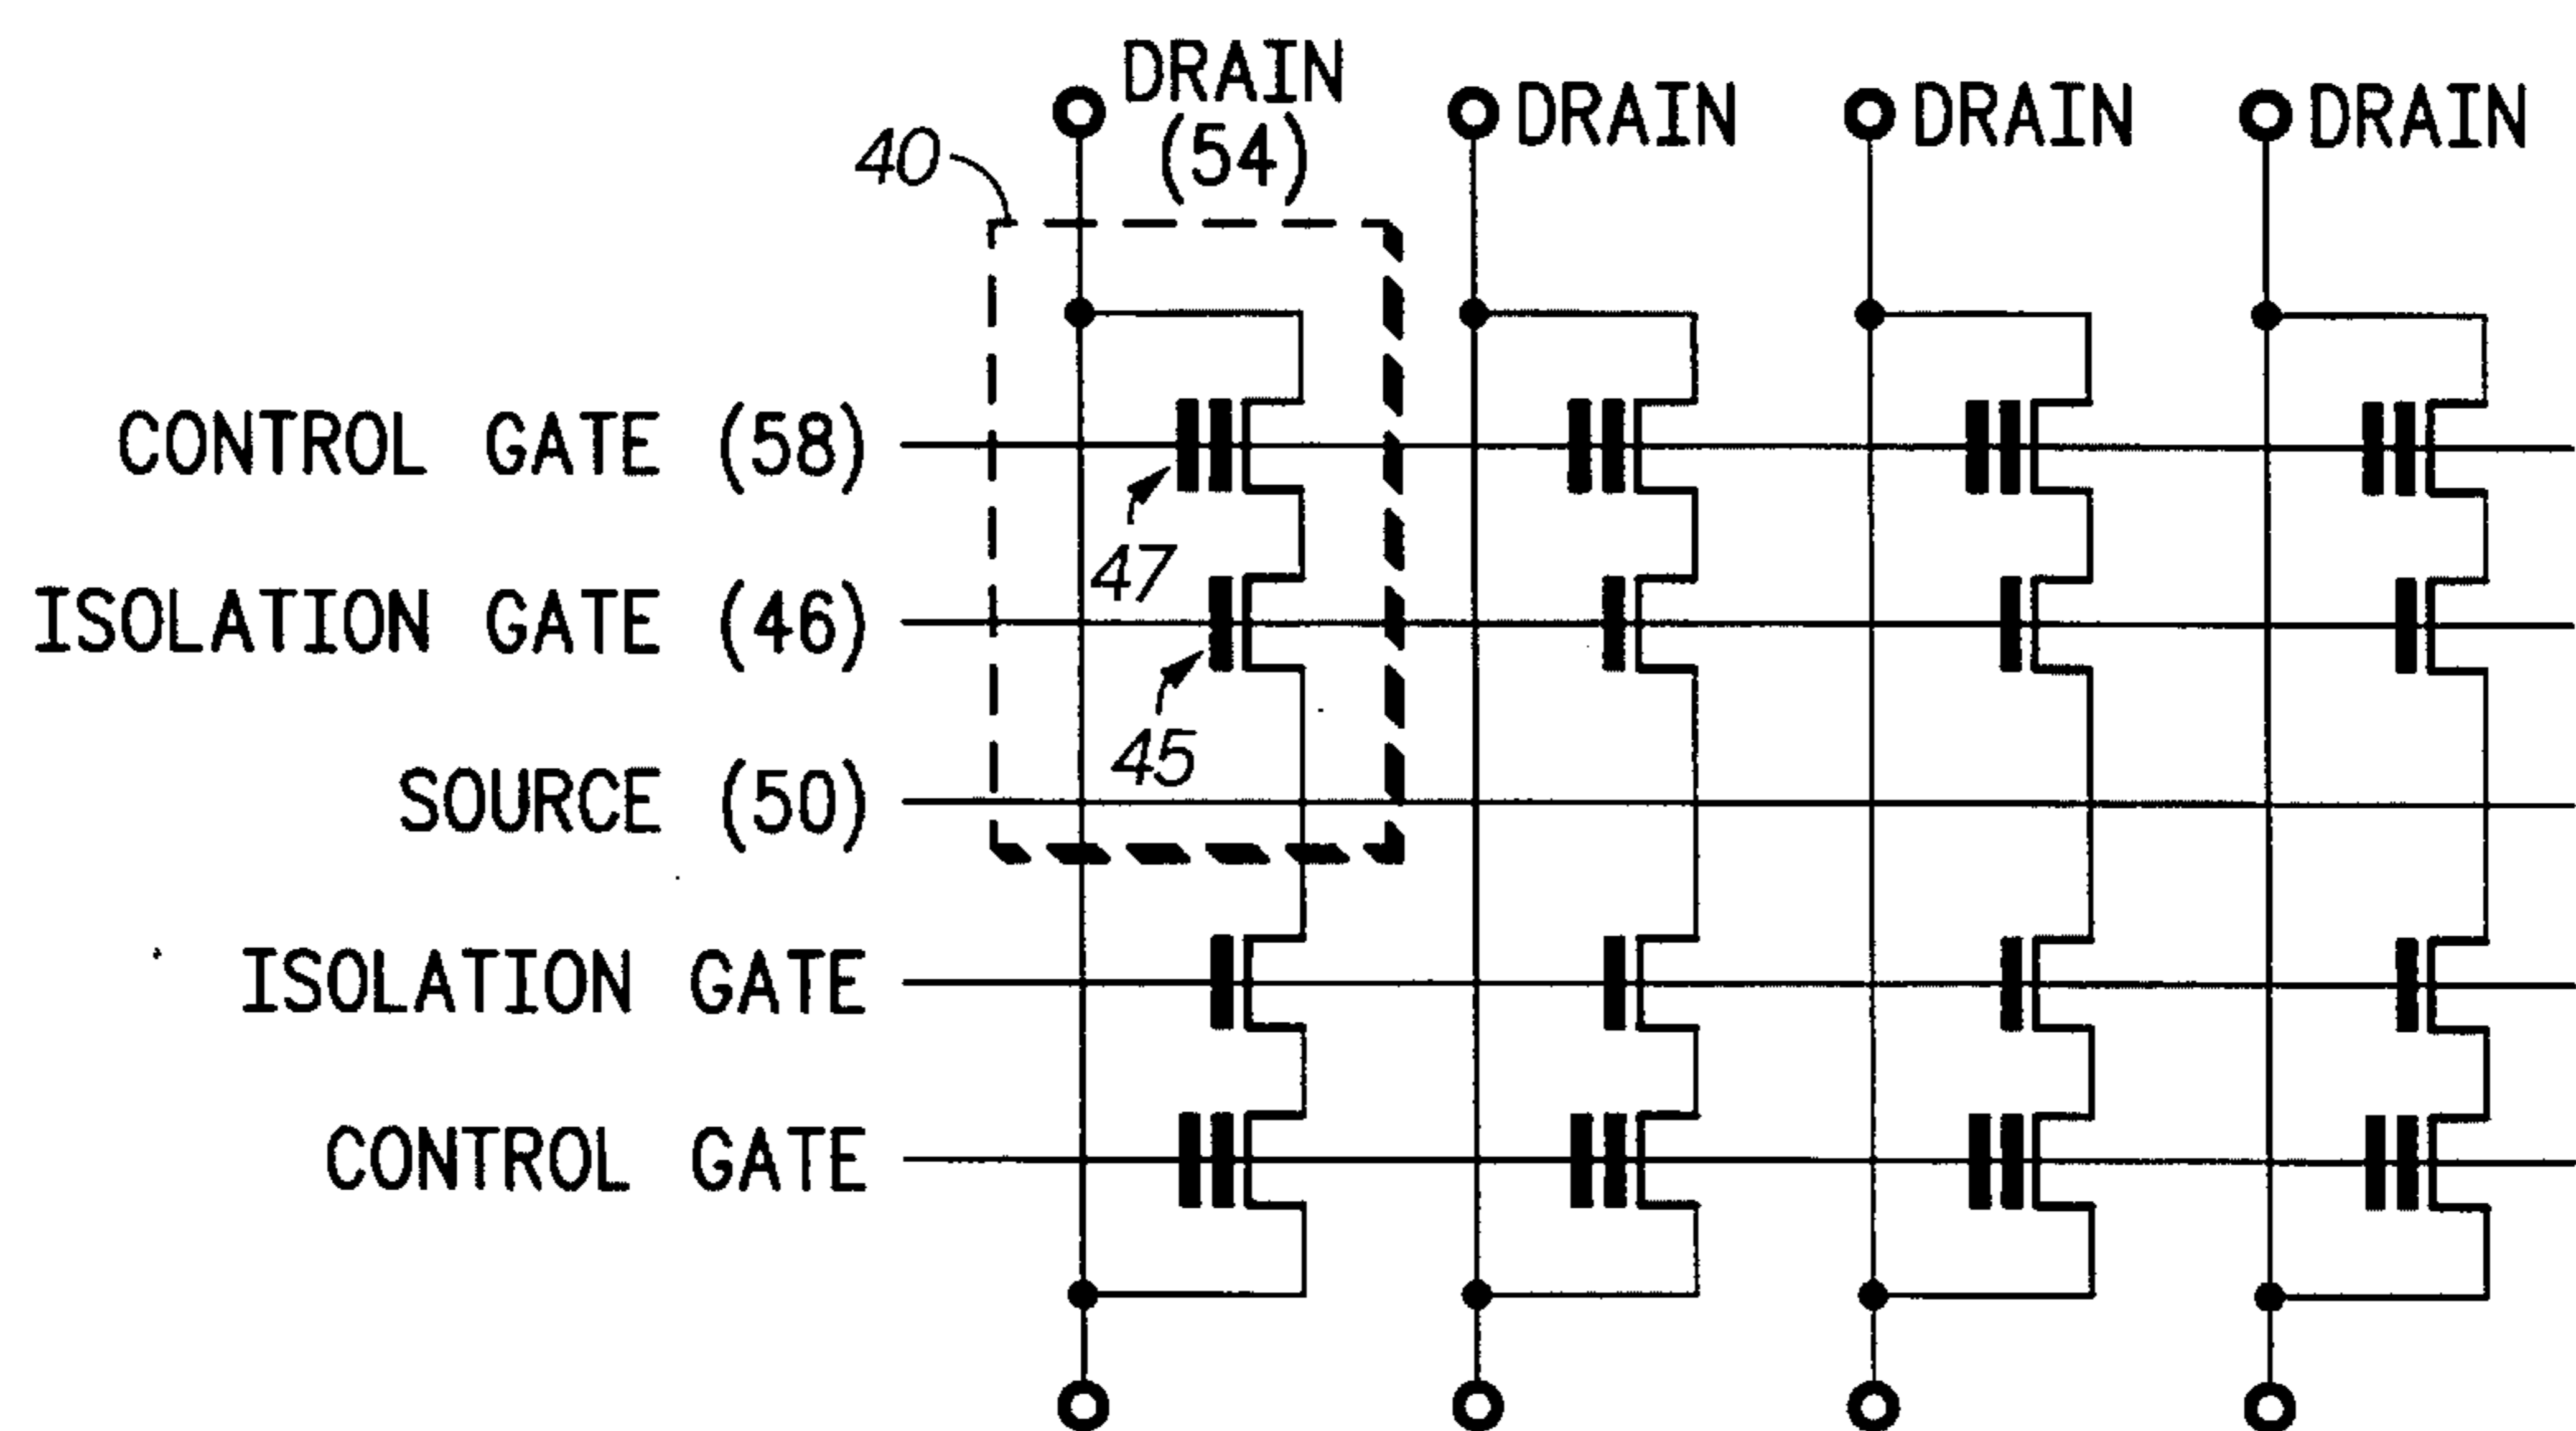 DRAIN
(54)
DRAIN
DRAIN
DRAIN
40
CONTROL GATE (58)
47
ISOLATION GATE (46)
45
SOURCE (50)
ISOLATION GATE
CONTROL GATE